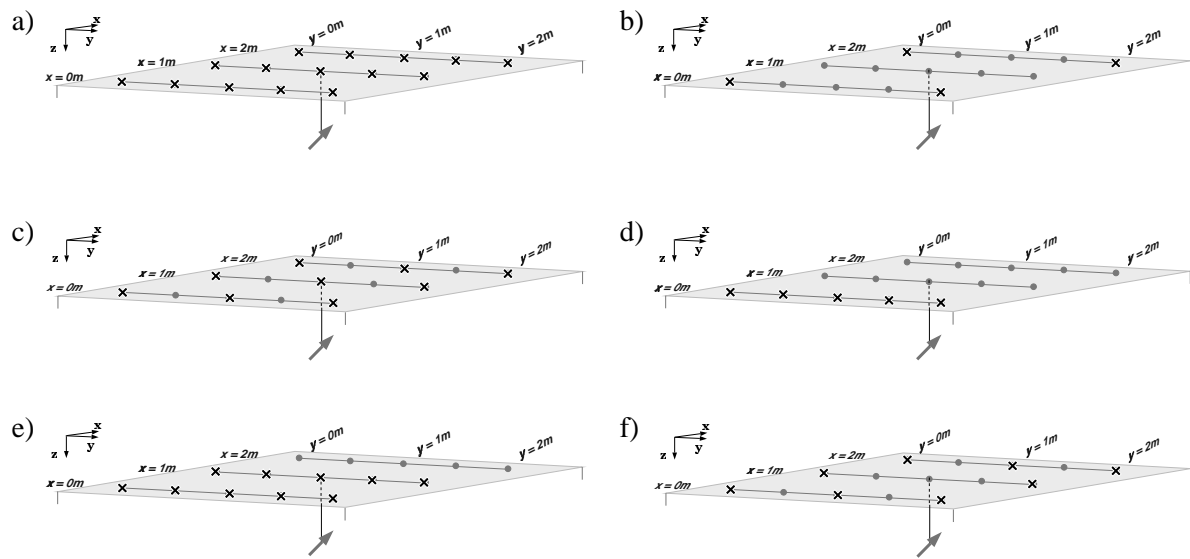 a)
x
y
z
x = 0m
x = 1m
x = 2m
y = 0m
y = 1m
y = 2m
b)
x
y
z
x = 0m
x = 1m
x = 2m
y = 0m
y = 1m
y = 2m
c)
x
y
z
x = 0m
x = 1m
x = 2m
y = 0m
y = 1m
y = 2m
d)
x
y
z
x = 0m
x = 1m
x = 2m
y = 0m
y = 1m
y = 2m
e)
x
y
z
x = 0m
x = 1m
x = 2m
y = 0m
y = 1m
y = 2m
f)
x
y
z
x = 0m
x = 1m
x = 2m
y = 0m
y = 1m
y = 2m